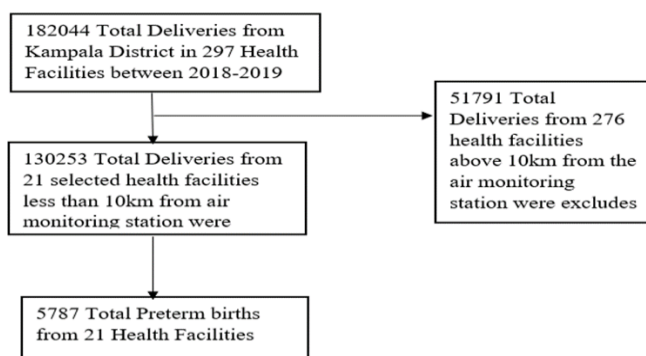 182044 Total Deliveries from
Kampala District in 297 Health
Facilities between 2018-2019
51791 Total
Deliveries from 276
health facilities
above 10km from the
air monitoring
station were excludes
130253 Total Deliveries from
21 selected health facilities
less than 10km from air
monitoring station were
5787 Total Preterm births
from 21 Health Facilities